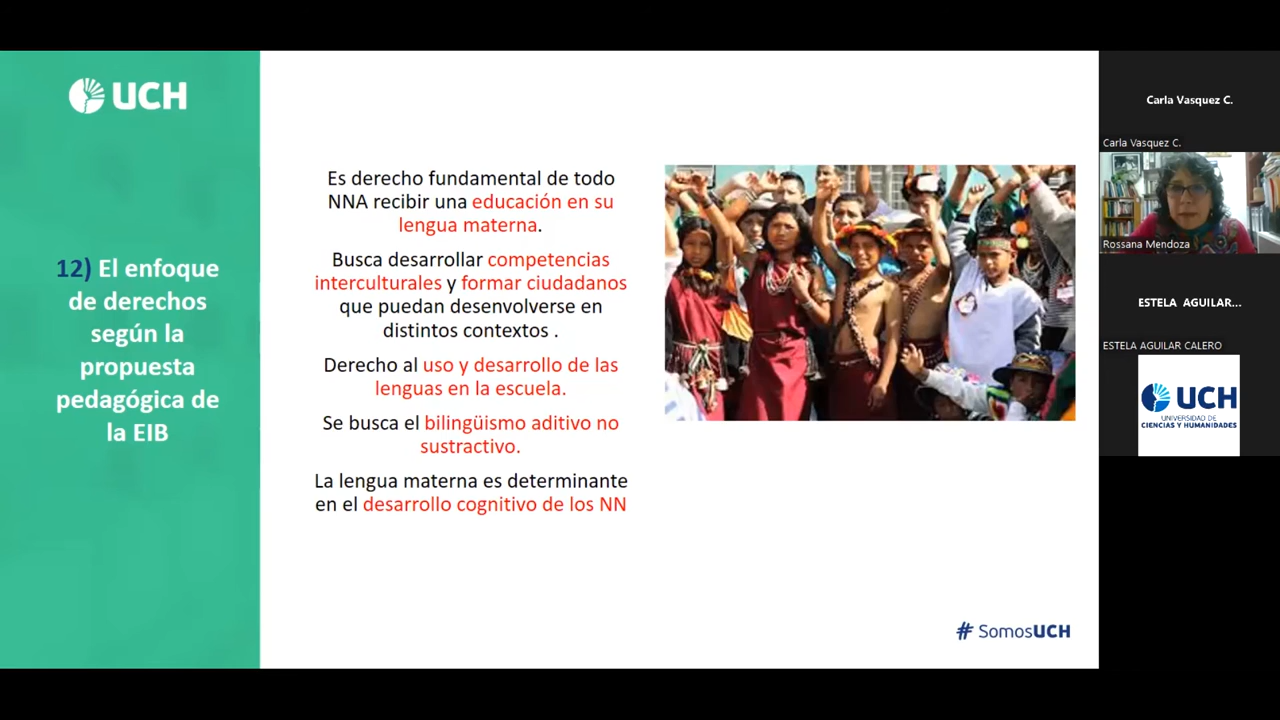 UCH
12) El enfoque
de derechos
según la
propuesta
pedagógica de
la EIB
Es derecho fundamental de todo
NNA recibir una educación en su
lengua materna.
Busca desarrollar competencias
interculturales y formar ciudadanos
que puedan desenvolverse en
distintos contextos .
Derecho al uso y desarrollo de las
lenguas en la escuela.
Se busca el bilingüismo aditivo no
sustractivo.
La lengua materna es determinante
en el desarrollo cognitivo de los NN
# SomosUCH
Carla Vasquez C.
Carla Vasquez C.
Rossana Mendoza
ESTELA AGUILAR...
ESTELA AGUILAR CALERO
UCH
UNIVERSIDAD DE
CIENCIAS Y HUMANIDADES